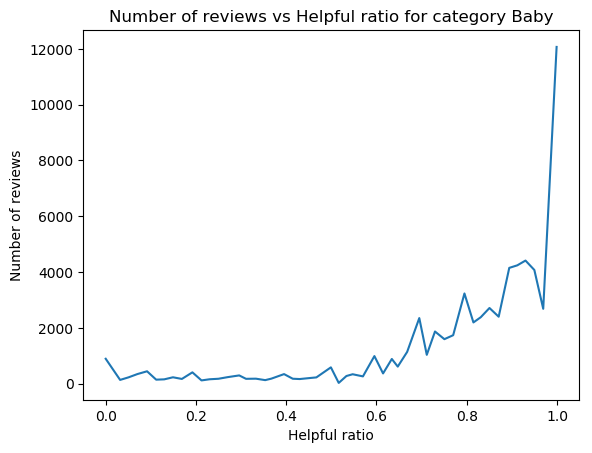 Number of reviews vs Helpful ratio for category Baby
12000
10000
8000
6000
4000
2000
0
Number of reviews
0.0 0.2 0.4 0.6 0.8 1.0
Helpful ratio